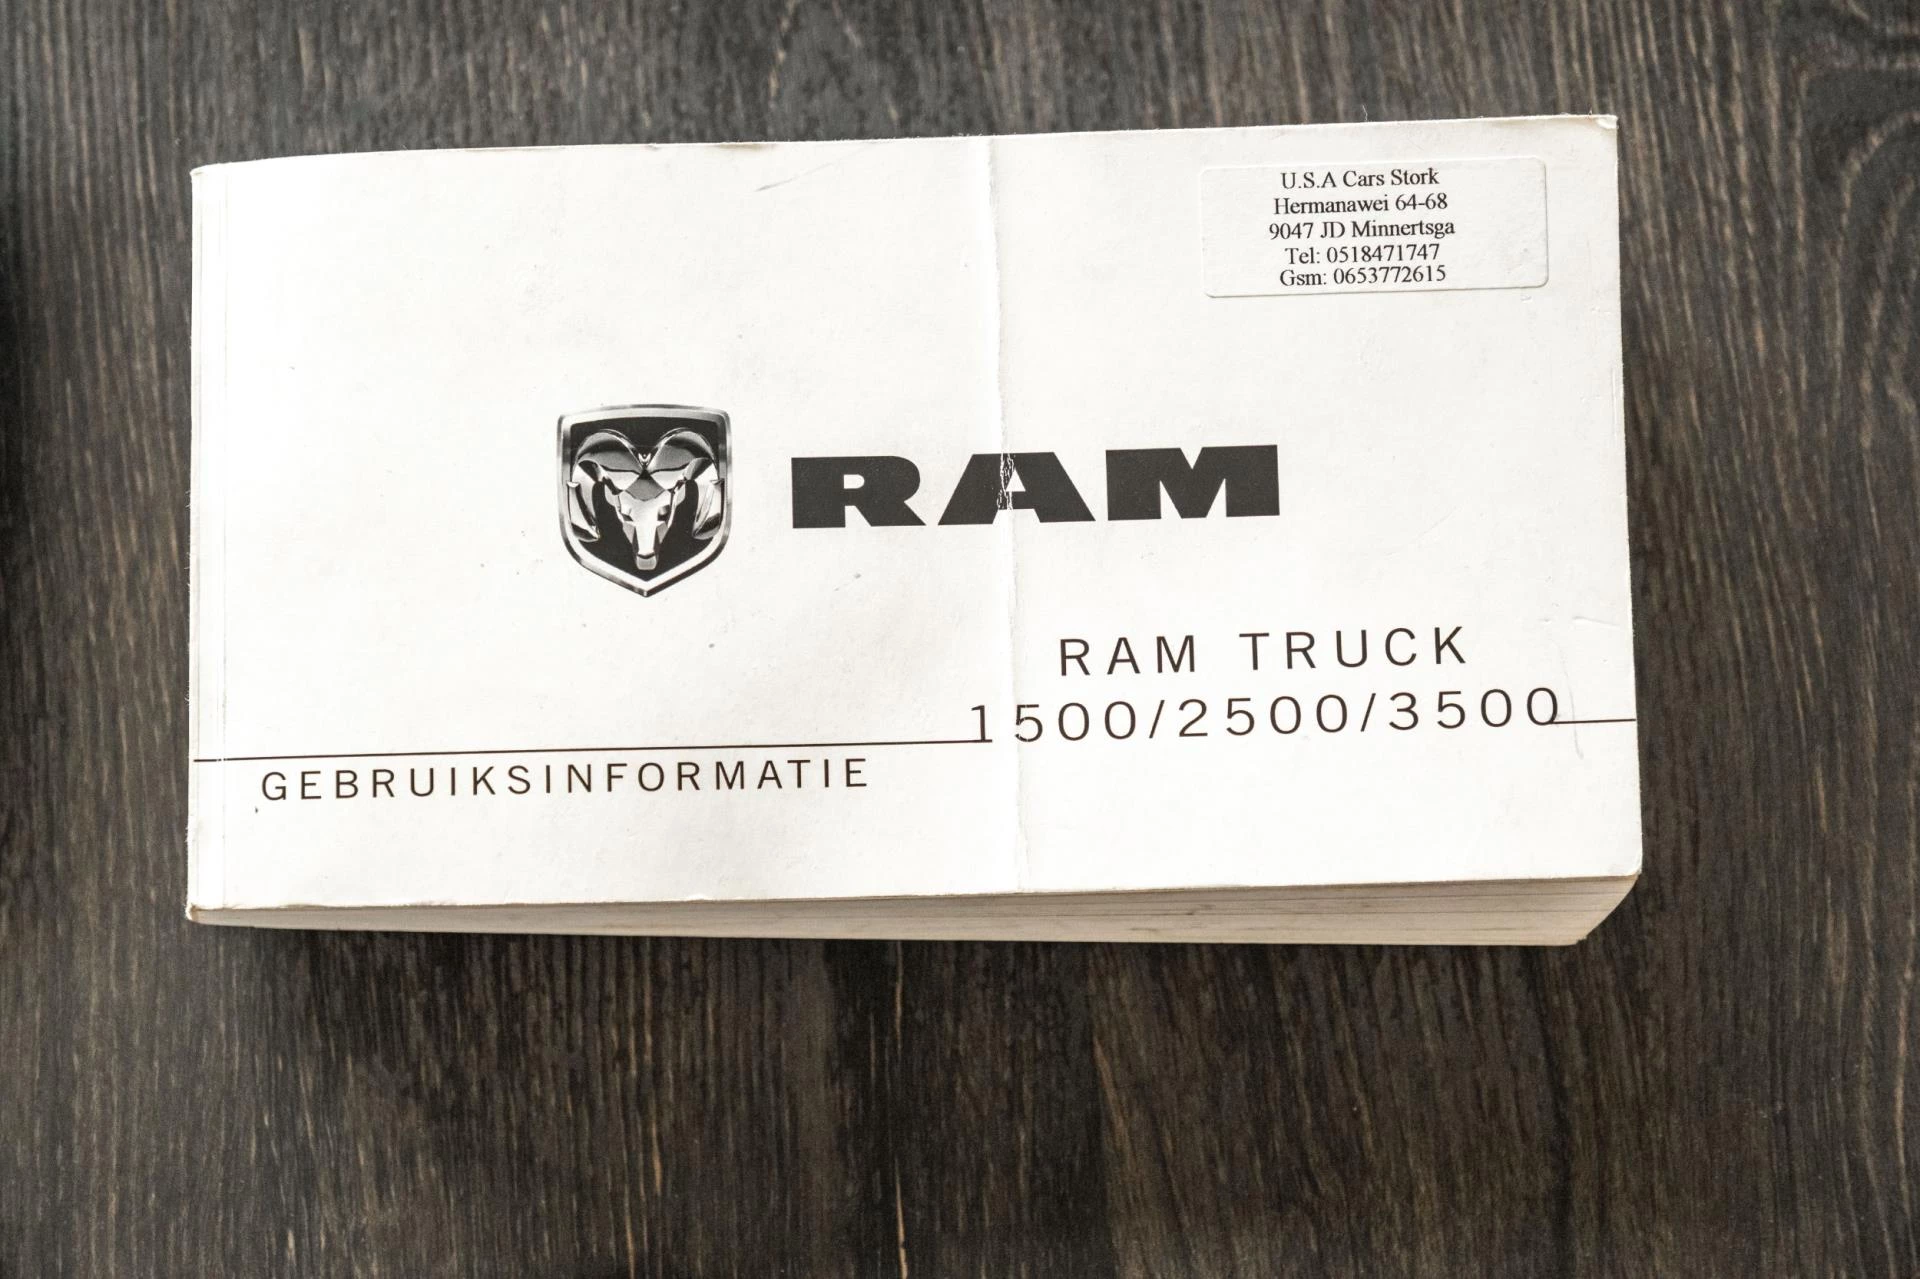 U.S.A Cars Stork
Hermanawei 64-68
9047 JD Minnertsga
Tel: 0518471747
Gsm: 0653772615
RAM
RAM TRUCK
1500/2500/3500
GEBRUIKSINFORMATIE